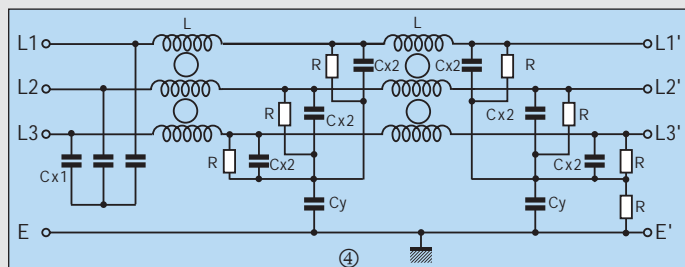 L L
L1 L1'
R Cx2 Cx2 R
L2 L2'
R Cx2 Cx2 R
L3 L3'
R Cx2 Cx2 R
Cx1
Cy Cy R
E E'
④